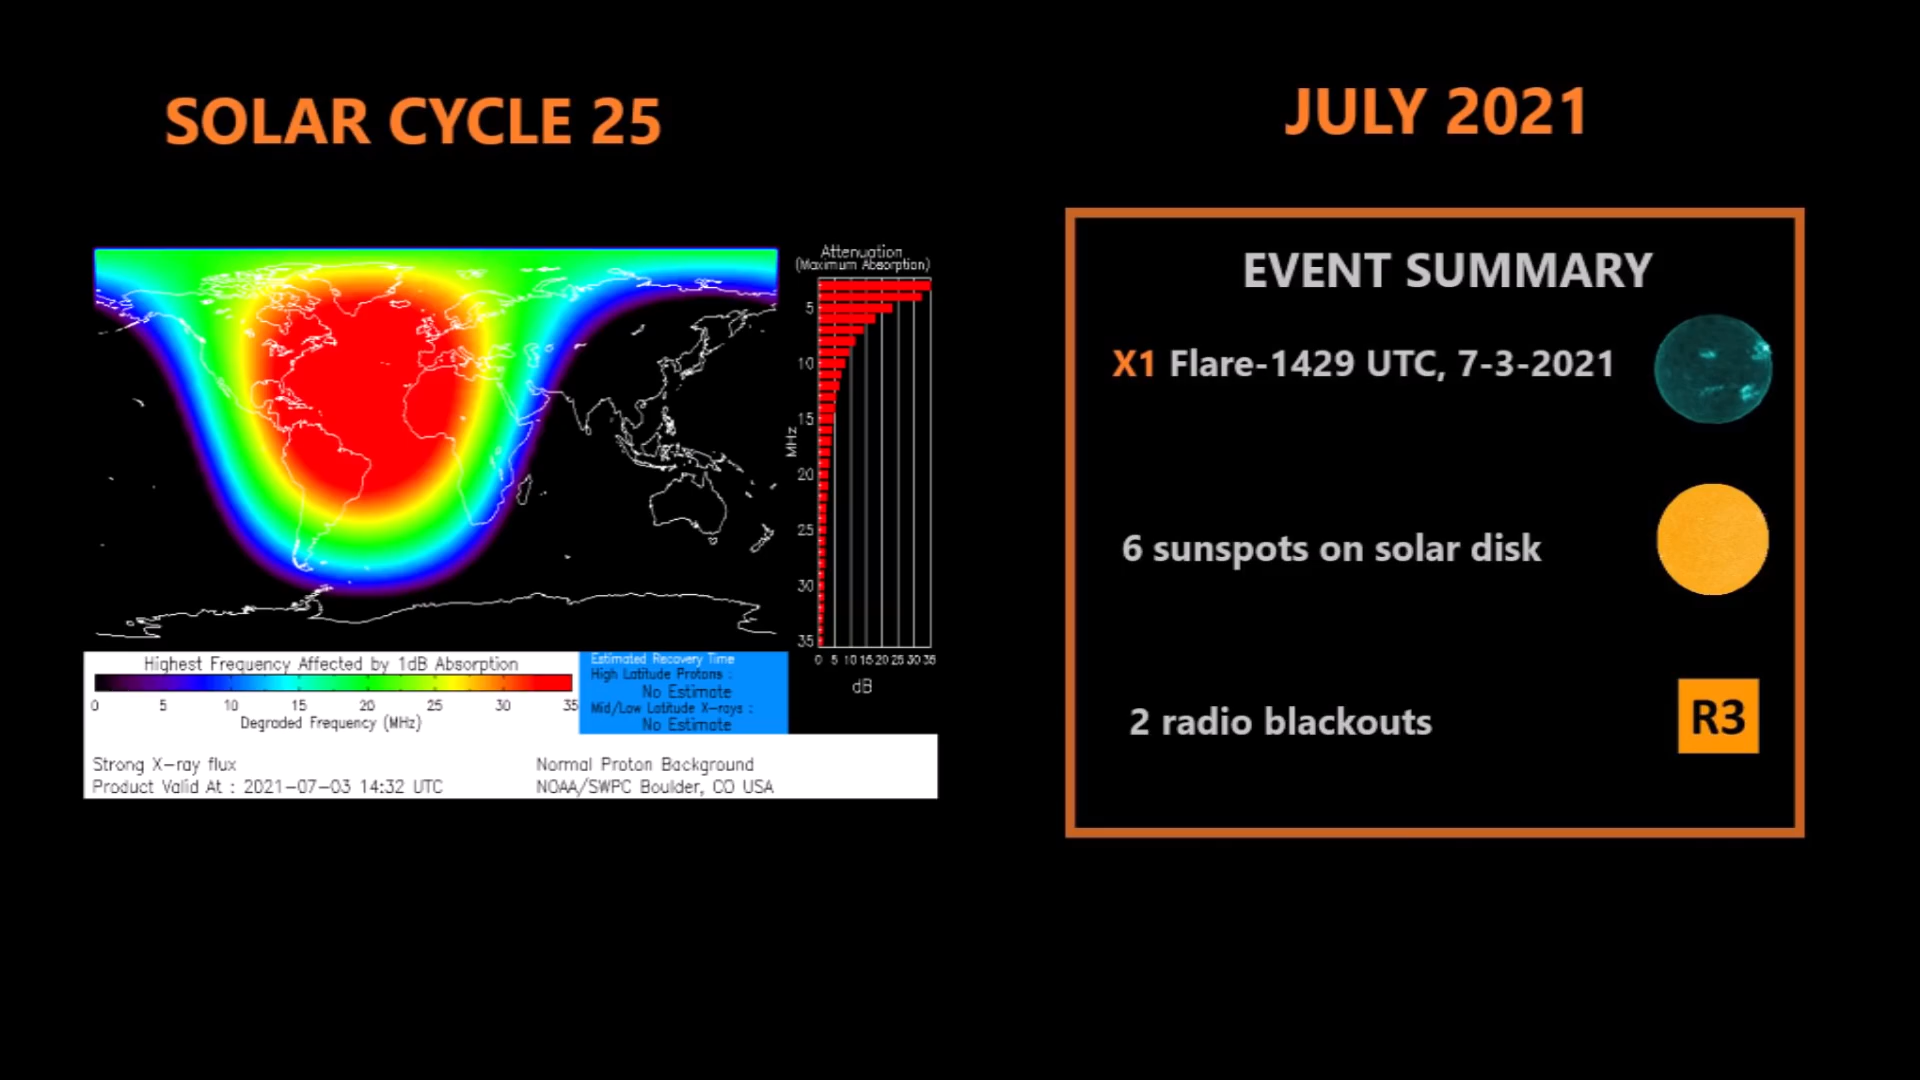 SOLAR CYCLE 25
JULY 2021
Attenuation
(Maximum Absorption)
5
10
15
20
25
30
35
MHz
0 5 10 15 20 25 30 35
dB
Highest Frequency Affected by 1dB Absorption
0 5 10 15 20 25 30 35
Degraded Frequency (MHz)
Estimated Recovery Time
High Latitude Protons :
No Estimate
Mid/Low Latitude X-rays :
No Estimate
Strong X-ray flux
Normal Proton Background
Product Valid At : 2021-07-03 14:32 UTC
NOAA/SWPC Boulder, CO USA
EVENT SUMMARY
X1 Flare-1429 UTC, 7-3-2021
6 sunspots on solar disk
2 radio blackouts
R3